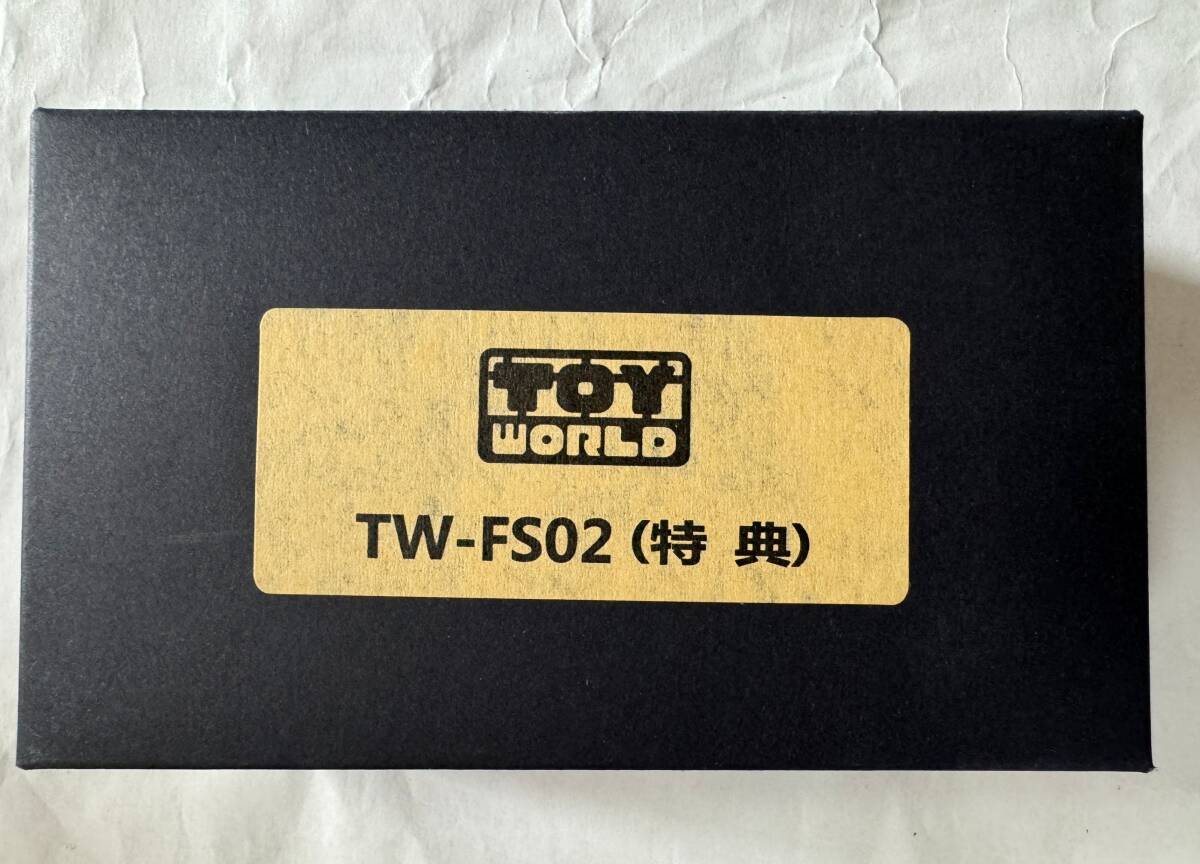 TOY
WORLD
TW-FS02（特 典）